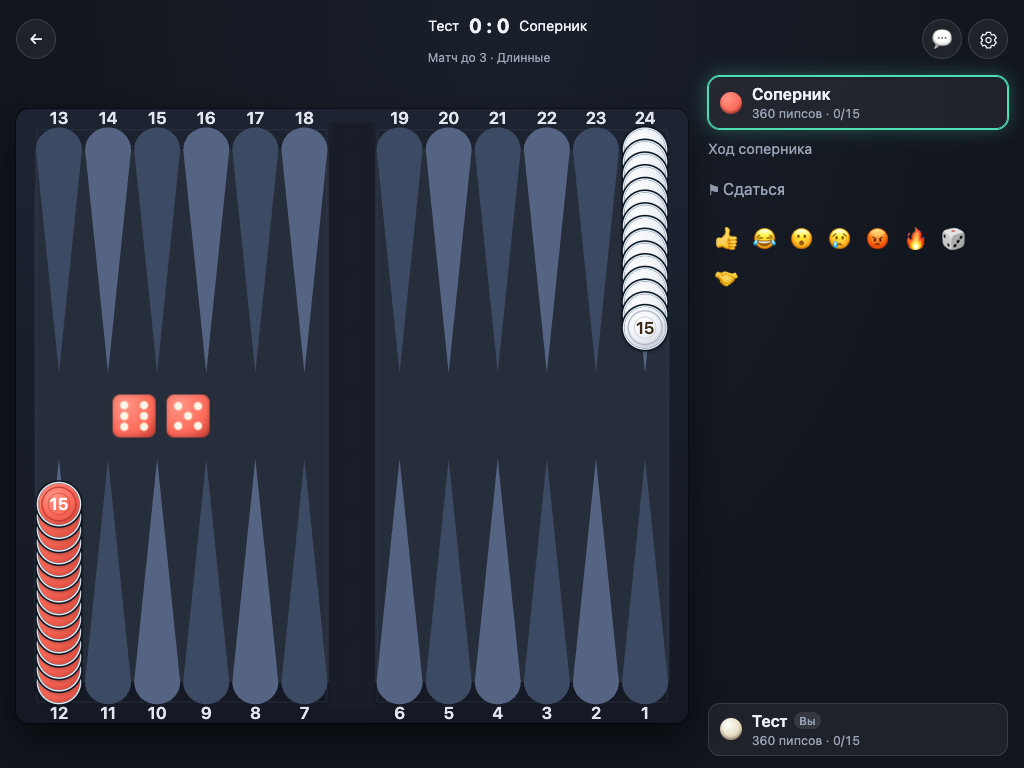 Тест 0 : 0 Соперник
Матч до 3 · Длинные
Соперник
360 пипсов · 0/15
Ход соперника
Сдаться
13 14 15 16 17 18 19 20 21 22 23 24
15
15
12 11 10 9 8 7 6 5 4 3 2 1
Тест Вы
360 пипсов · 0/15